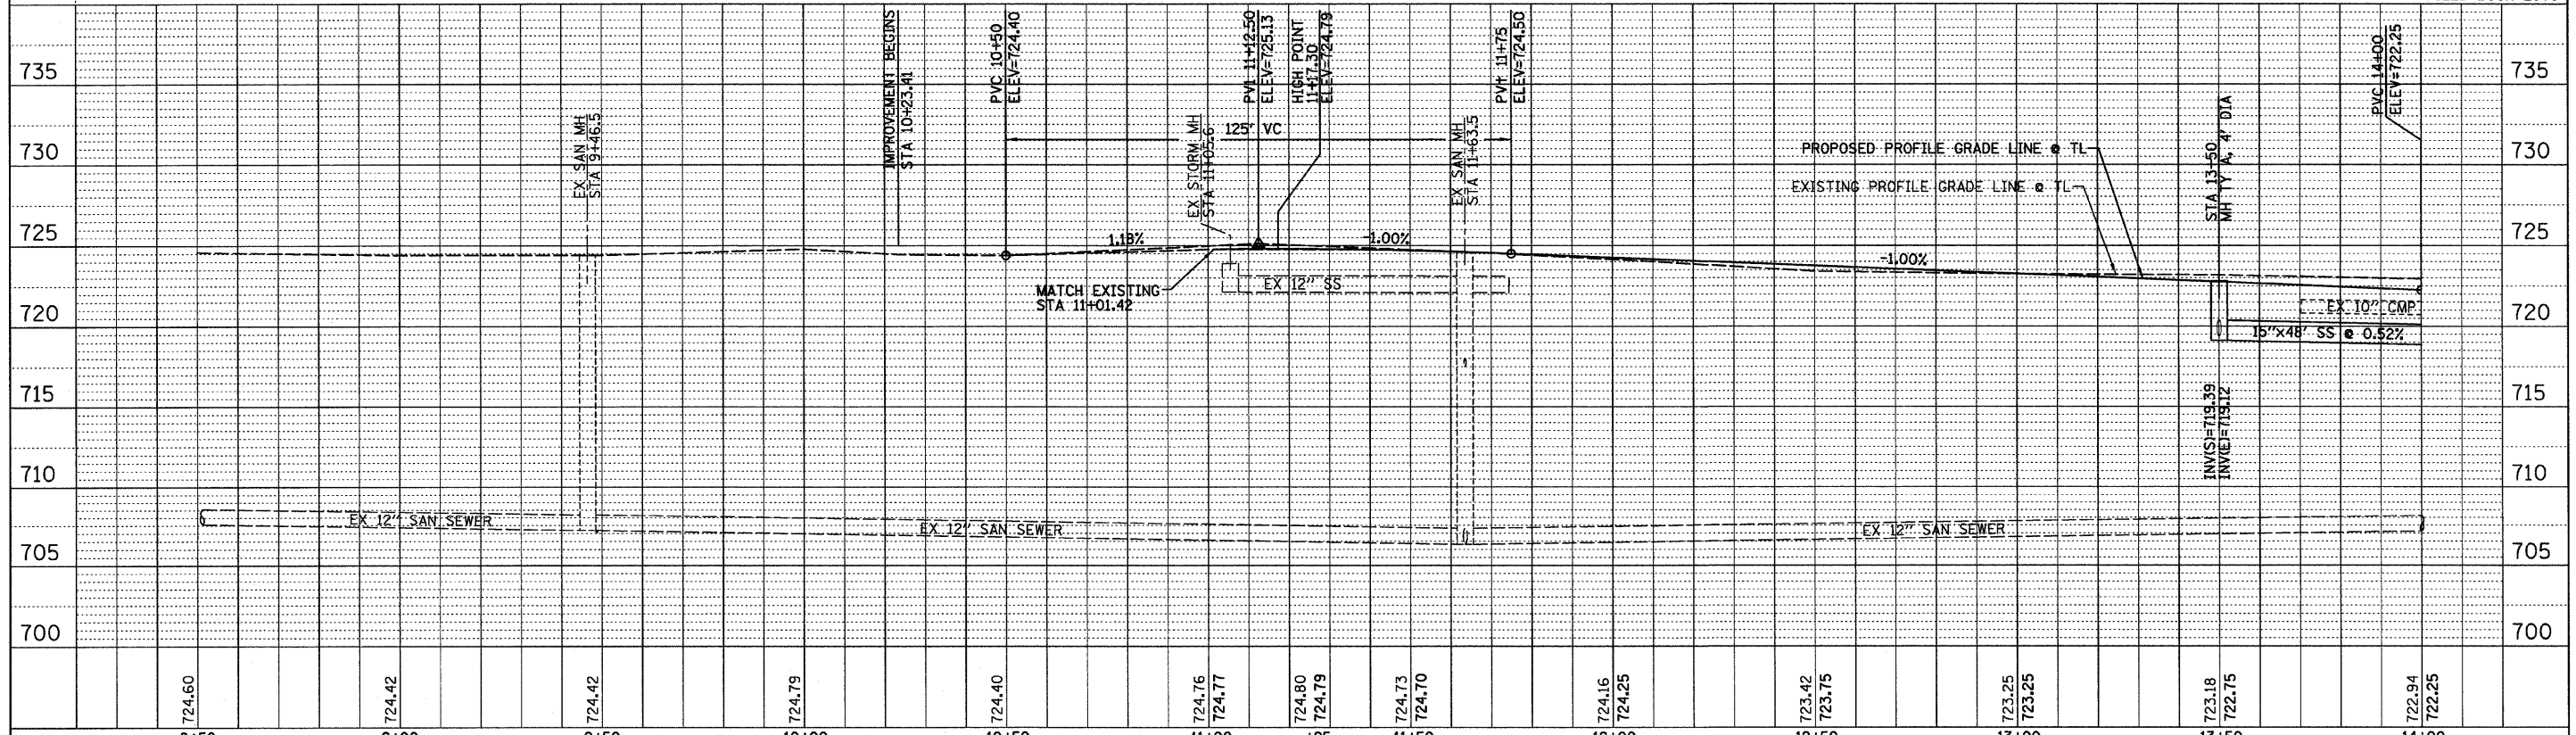 IMPROVEMENT BEGINS
STA 10+23.41
PVC 10+50
ELEV=724.40
PVI 11+12.50
ELEV=725.13
HIGH POINT
11+17.30
ELEV=724.79
PVT 11+75
ELEV=724.50
PVC 14+00
ELEV=722.25
735
735
EX SAN MH
STA 9+46.5
EX STORM MH
STA 11+05.6
125' VC
EX SAN MH
STA 11+63.5
STA 13+50
MH TY A, 4' DIA
730
PROPOSED PROFILE GRADE LINE @ TL
730
EXISTING PROFILE GRADE LINE @ TL
725
1.18%
-1.00%
-1.00%
725
MATCH EXISTING
STA 11+01.42
EX 12" SS
720
EX 10" CMP
720
15"x48' SS @ 0.52%
715
715
INV(S)=719.39
INV(E)=719.12
710
710
EX 12" SAN SEWER
EX 12" SAN SEWER
EX 12" SAN SEWER
705
705
700
700
724.60
724.42
724.42
724.79
724.40
724.76
724.77
724.80
724.79
724.73
724.70
724.16
724.25
723.42
723.75
723.25
723.25
723.18
722.75
722.94
722.25